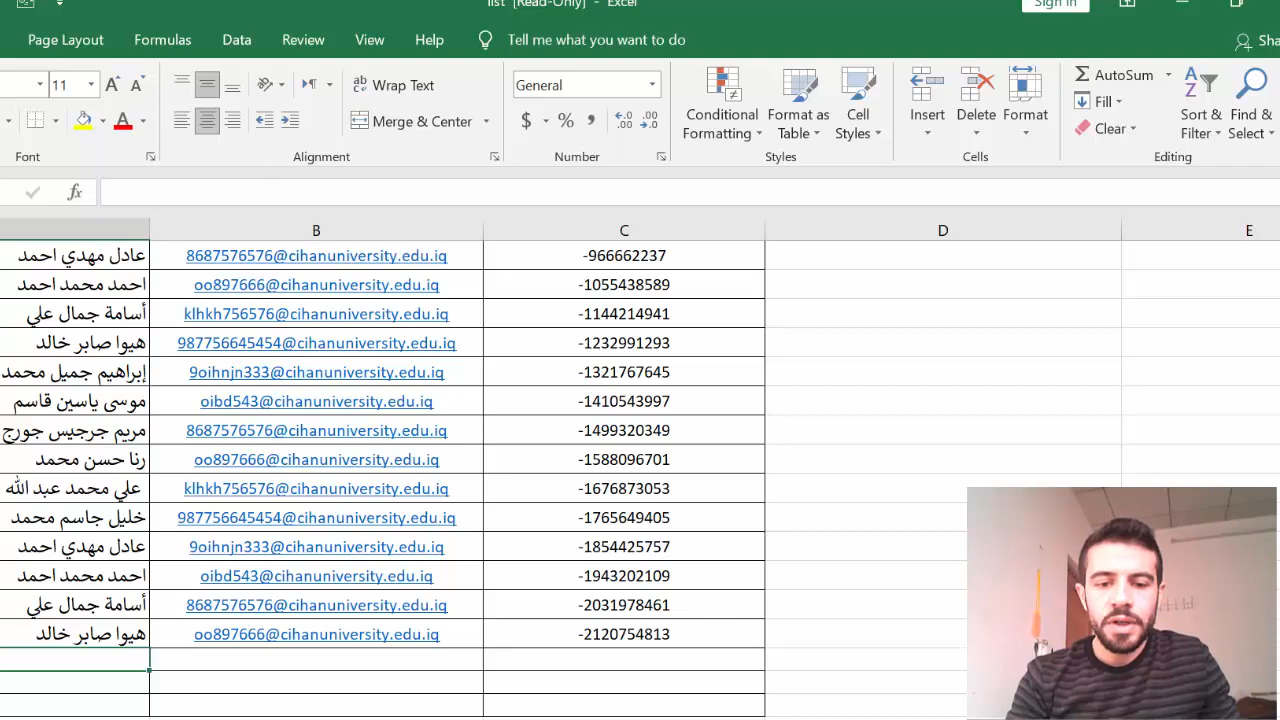 list [Read-Only] - Excel
Sign in
Page Layout Formulas Data Review View Help Tell me what you want to do
11 Wrap Text General AutoSum
Fill
Merge & Center $ % Conditional Formatting Format as Table Cell Styles Insert Delete Format Clear Sort & Filter Find & Select
Font Alignment Number Styles Cells Editing
fx
B C D E
عادل مهدي احمد 8687576576@cihanuniversity.edu.iq -966662237
احمد محمد احمد oo897666@cihanuniversity.edu.iq -1055438589
أسامة جمال علي klhkh756576@cihanuniversity.edu.iq -1144214941
هيوا صابر خالد 987756645454@cihanuniversity.edu.iq -1232991293
إبراهيم جميل محمد 9oihnjn333@cihanuniversity.edu.iq -1321767645
موسى ياسين قاسم oibd543@cihanuniversity.edu.iq -1410543997
مريم جرجيس جورج 8687576576@cihanuniversity.edu.iq -1499320349
رنا حسن محمد oo897666@cihanuniversity.edu.iq -1588096701
علي محمد عبد الله klhkh756576@cihanuniversity.edu.iq -1676873053
خليل جاسم محمد 987756645454@cihanuniversity.edu.iq -1765649405
عادل مهدي احمد 9oihnjn333@cihanuniversity.edu.iq -1854425757
احمد محمد احمد oibd543@cihanuniversity.edu.iq -1943202109
أسامة جمال علي 8687576576@cihanuniversity.edu.iq -2031978461
هيوا صابر خالد oo897666@cihanuniversity.edu.iq -2120754813